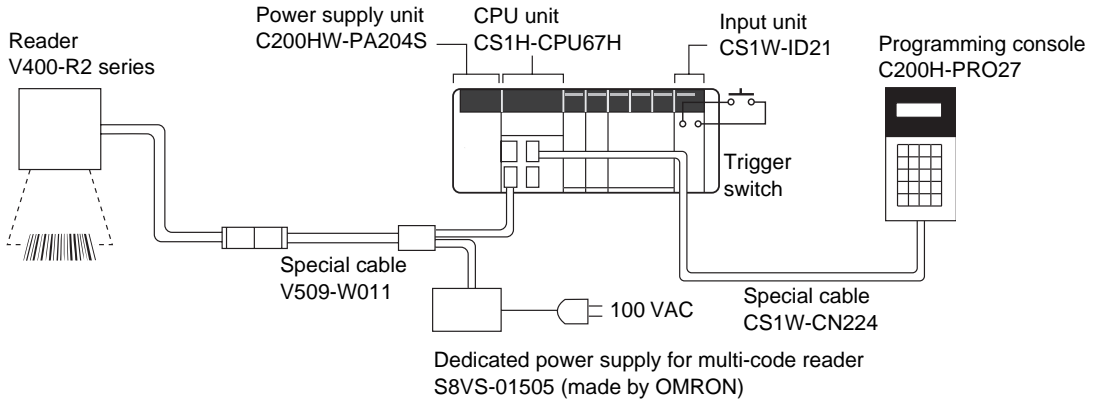 Reader
V400-R2 series
Power supply unit
C200HW-PA204S
CPU unit
CS1H-CPU67H
Input unit
CS1W-ID21
Programming console
C200H-PRO27
Trigger
switch
Special cable
V509-W011
100 VAC
Special cable
CS1W-CN224
Dedicated power supply for multi-code reader
S8VS-01505 (made by OMRON)